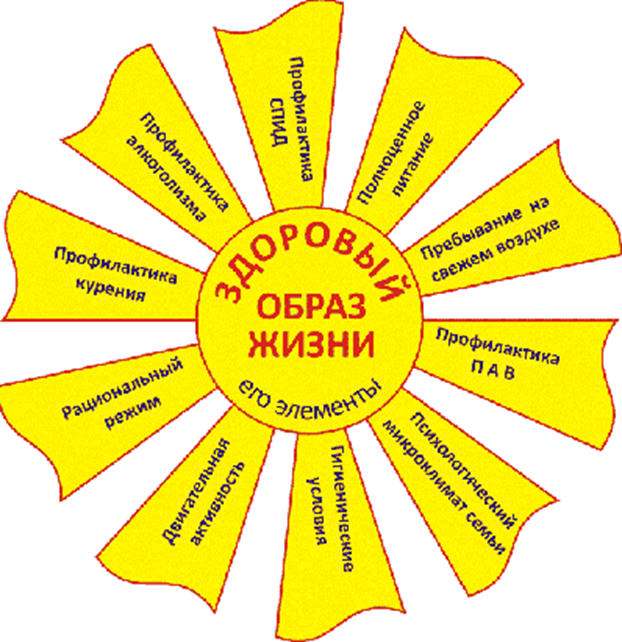 ЗДОРОВЫЙ
ОБРАЗ
ЖИЗНИ
его элементы
Профилактика
СПИД
Полноценное
питание
Пребывание на
свежем воздухе
Профилактика
П А В
Психологический
микроклимат семьи
Гигиенические
условия
Двигательная
активность
Рациональный
режим
Профилактика
курения
Профилактика
алкоголизма